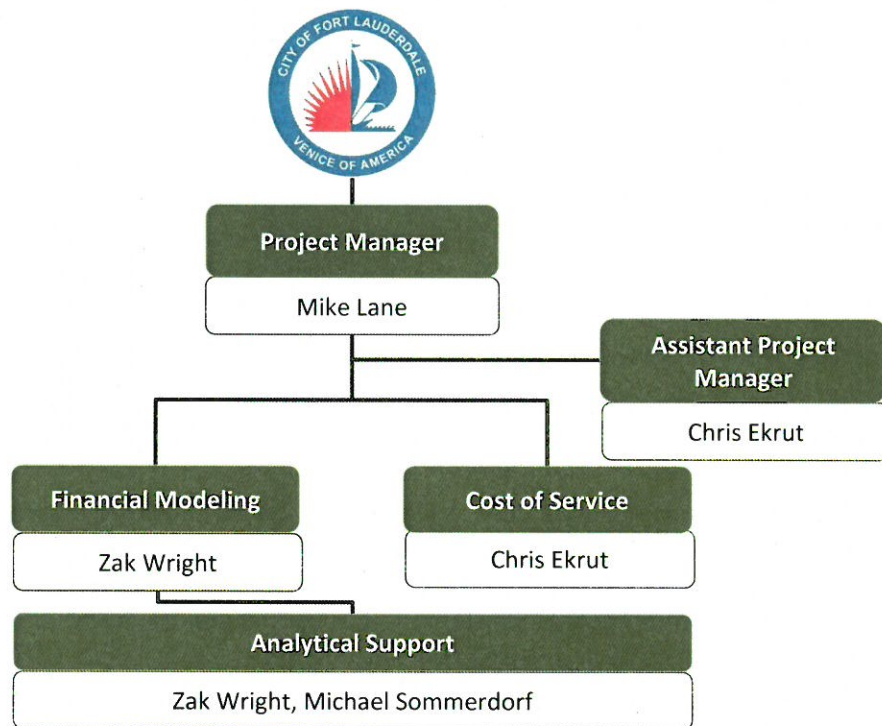 CITY OF FORT LAUDERDALE
VENICE OF AMERICA
Project Manager
Mike Lane
Assistant Project
Manager
Chris Ekrut
Financial Modeling
Zak Wright
Cost of Service
Chris Ekrut
Analytical Support
Zak Wright, Michael Sommerdorf